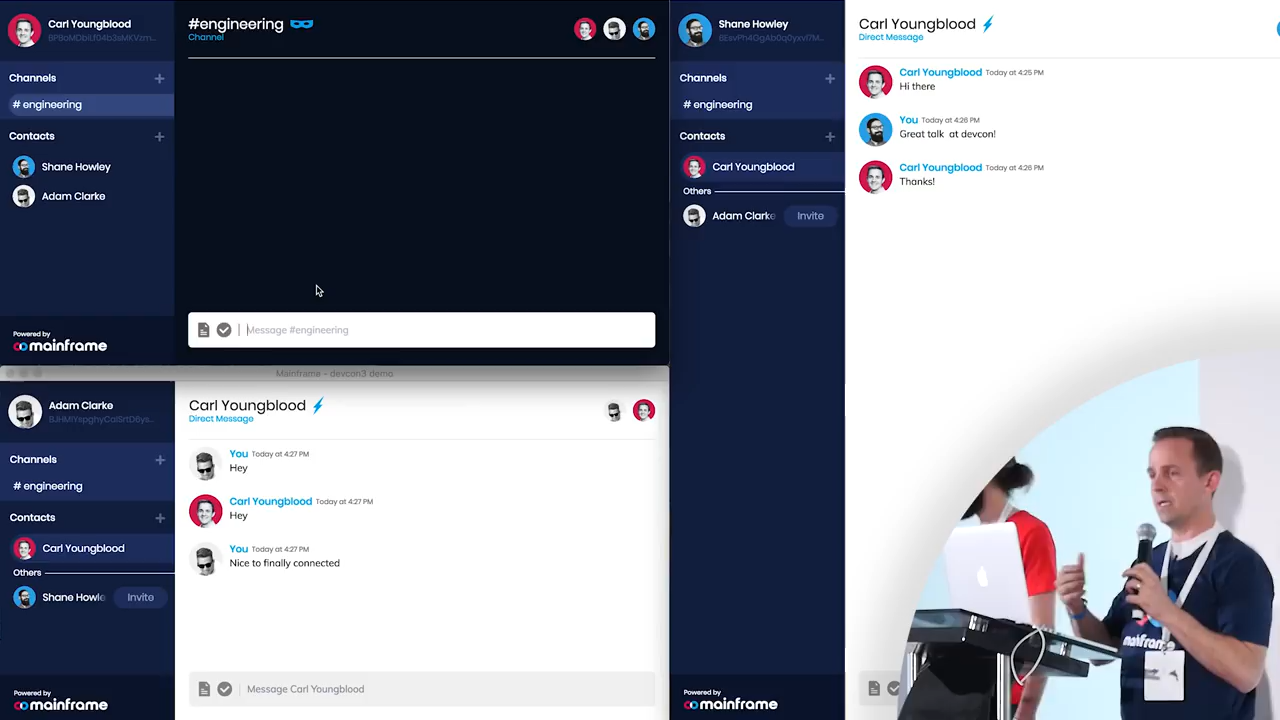 Carl Youngblood
#engineering
Channel
Channels +
# engineering
Contacts +
Shane Howley
Adam Clarke
Message #engineering
Powered by
mainframe
Shane Howley
Channels +
# engineering
Contacts +
Carl Youngblood
Others
Adam Clarke Invite
Powered by
mainframe
Carl Youngblood
Direct Message
Carl Youngblood Today at 4:25 PM
Hi there
You Today at 4:26 PM
Great talk at devcon!
Carl Youngblood Today at 4:26 PM
Thanks!
Mainframe - devcon3 demo
Adam Clarke
Channels +
# engineering
Contacts +
Carl Youngblood
Others
Shane Howle Invite
Powered by
mainframe
Carl Youngblood
Direct Message
You Today at 4:27 PM
Hey
Carl Youngblood Today at 4:27 PM
Hey
You Today at 4:27 PM
Nice to finally connected
Message Carl Youngblood
mainframe